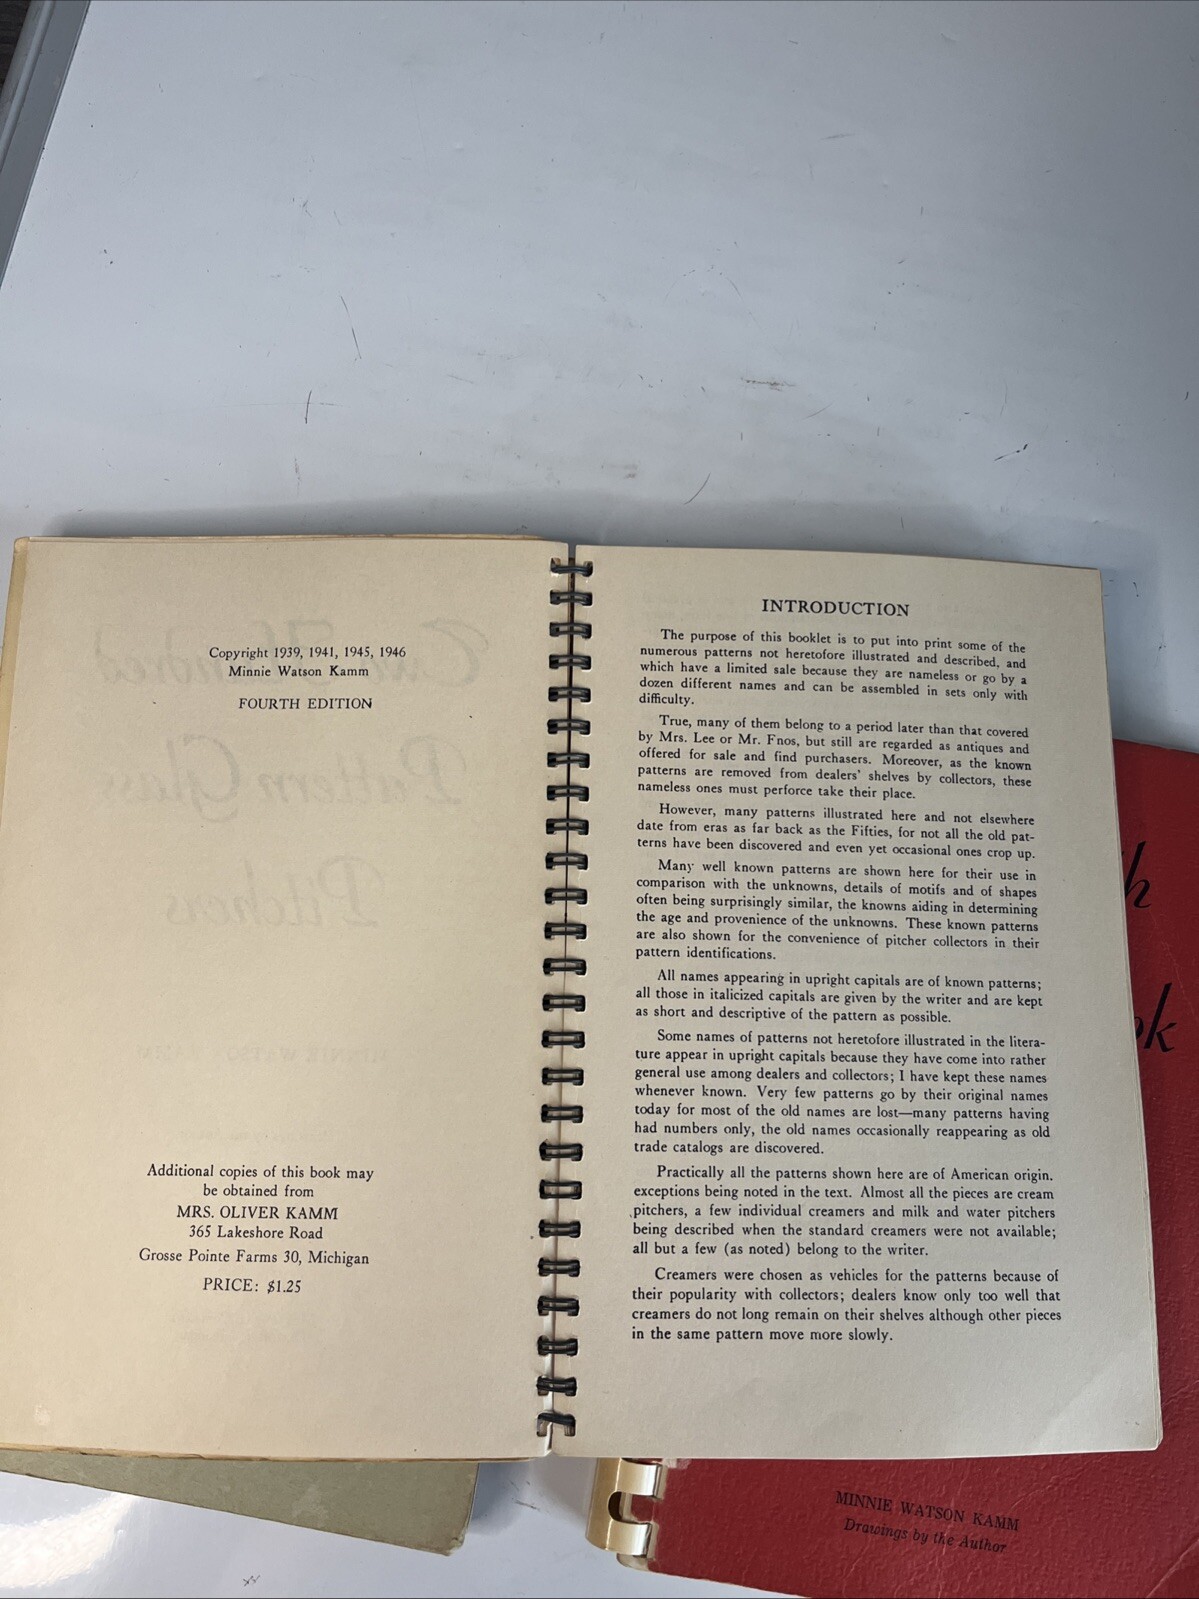 Copyright 1939, 1941, 1945, 1946
Minnie Watson Kamm
FOURTH EDITION
Additional copies of this book may
be obtained from
MRS. OLIVER KAMM
365 Lakeshore Road
Grosse Pointe Farms 30, Michigan
PRICE: $1.25
INTRODUCTION
The purpose of this booklet is to put into print some of the
numerous patterns not heretofore illustrated and described, and
which have a limited sale because they are nameless or go by a
dozen different names and can be assembled in sets only with
difficulty.
True, many of them belong to a period later than that covered
by Mrs. Lee or Mr. Fnos, but still are regarded as antiques and
offered for sale and find purchasers. Moreover, as the known
patterns are removed from dealers' shelves by collectors, these
nameless ones must perforce take their place.
However, many patterns illustrated here and not elsewhere
date from eras as far back as the Fifties, for not all the old pat-
terns have been discovered and even yet occasional ones crop up.
Many well known patterns are shown here for their use in
comparison with the unknowns, details of motifs and of shapes
often being surprisingly similar, the knowns aiding in determining
the age and provenience of the unknowns. These known patterns
are also shown for the convenience of pitcher collectors in their
pattern identifications.
All names appearing in upright capitals are of known patterns;
all those in italicized capitals are given by the writer and are kept
as short and descriptive of the pattern as possible.
Some names of patterns not heretofore illustrated in the litera-
ture appear in upright capitals because they have come into rather
general use among dealers and collectors; I have kept these names
whenever known. Very few patterns go by their original names
today for most of the old names are lost—many patterns having
had numbers only, the old names occasionally reappearing as old
trade catalogs are discovered.
Practically all the patterns shown here are of American origin.
exceptions being noted in the text. Almost all the pieces are cream
pitchers, a few individual creamers and milk and water pitchers
being described when the standard creamers were not available;
all but a few (as noted) belong to the writer.
Creamers were chosen as vehicles for the patterns because of
their popularity with collectors; dealers know only too well that
creamers do not long remain on their shelves although other pieces
in the same pattern move more slowly.
h
ok
MINNIE WATSON KAMM
Drawings by the Author